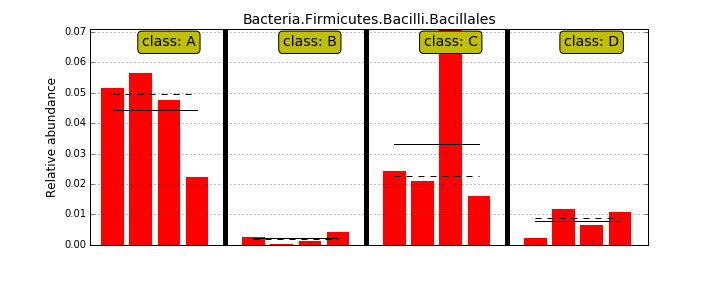 Bacteria.Firmicutes.Bacilli.Bacillales
class: A
class: B
class: C
class: D
Relative abundance
0.07
0.06
0.05
0.04
0.03
0.02
0.01
0.00